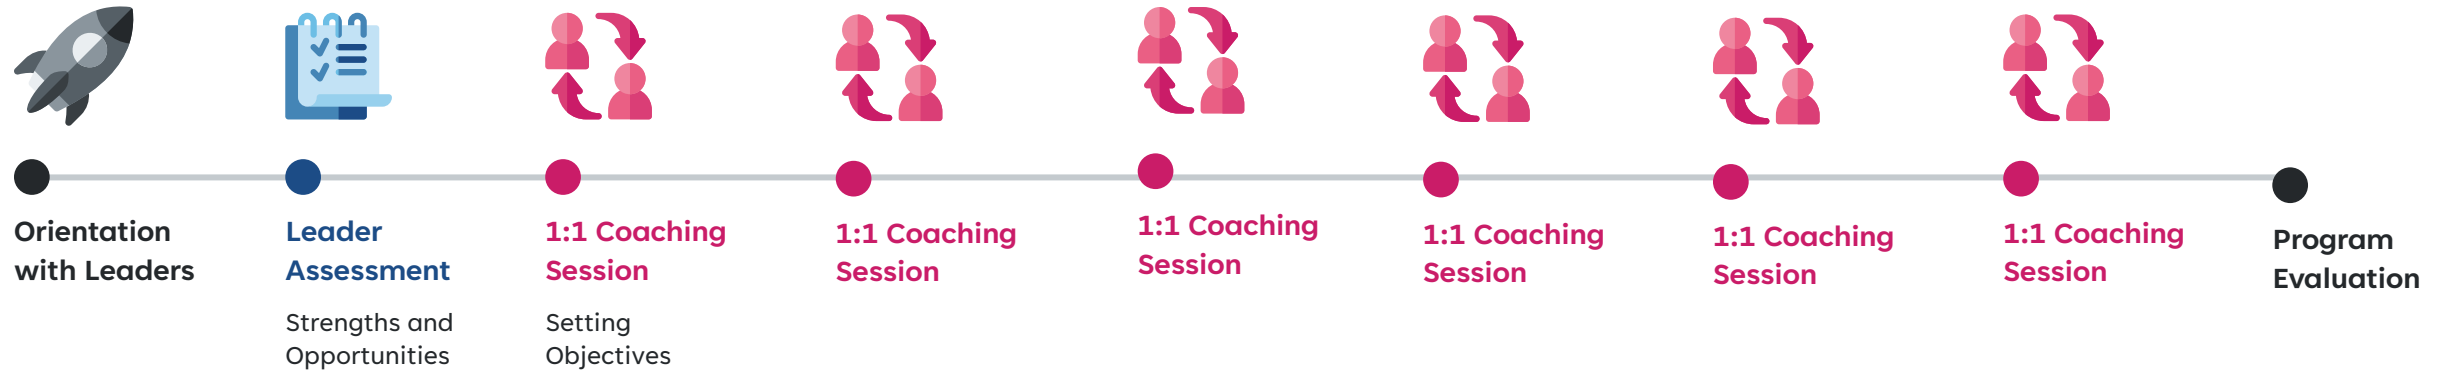 Orientation
with Leaders
Leader
Assessment
Strengths and
Opportunities
1:1 Coaching
Session
Setting
Objectives
1:1 Coaching
Session
1:1 Coaching
Session
1:1 Coaching
Session
1:1 Coaching
Session
1:1 Coaching
Session
Program
Evaluation